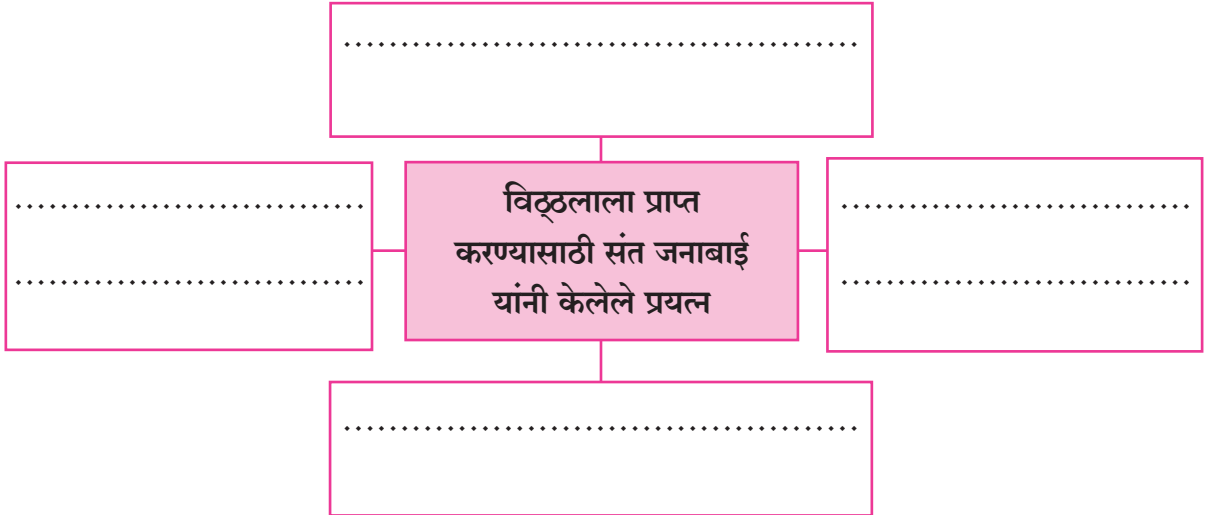 विठ्ठलाला प्राप्त
करण्यासाठी संत जनाबाई
यांनी केलेले प्रयत्न